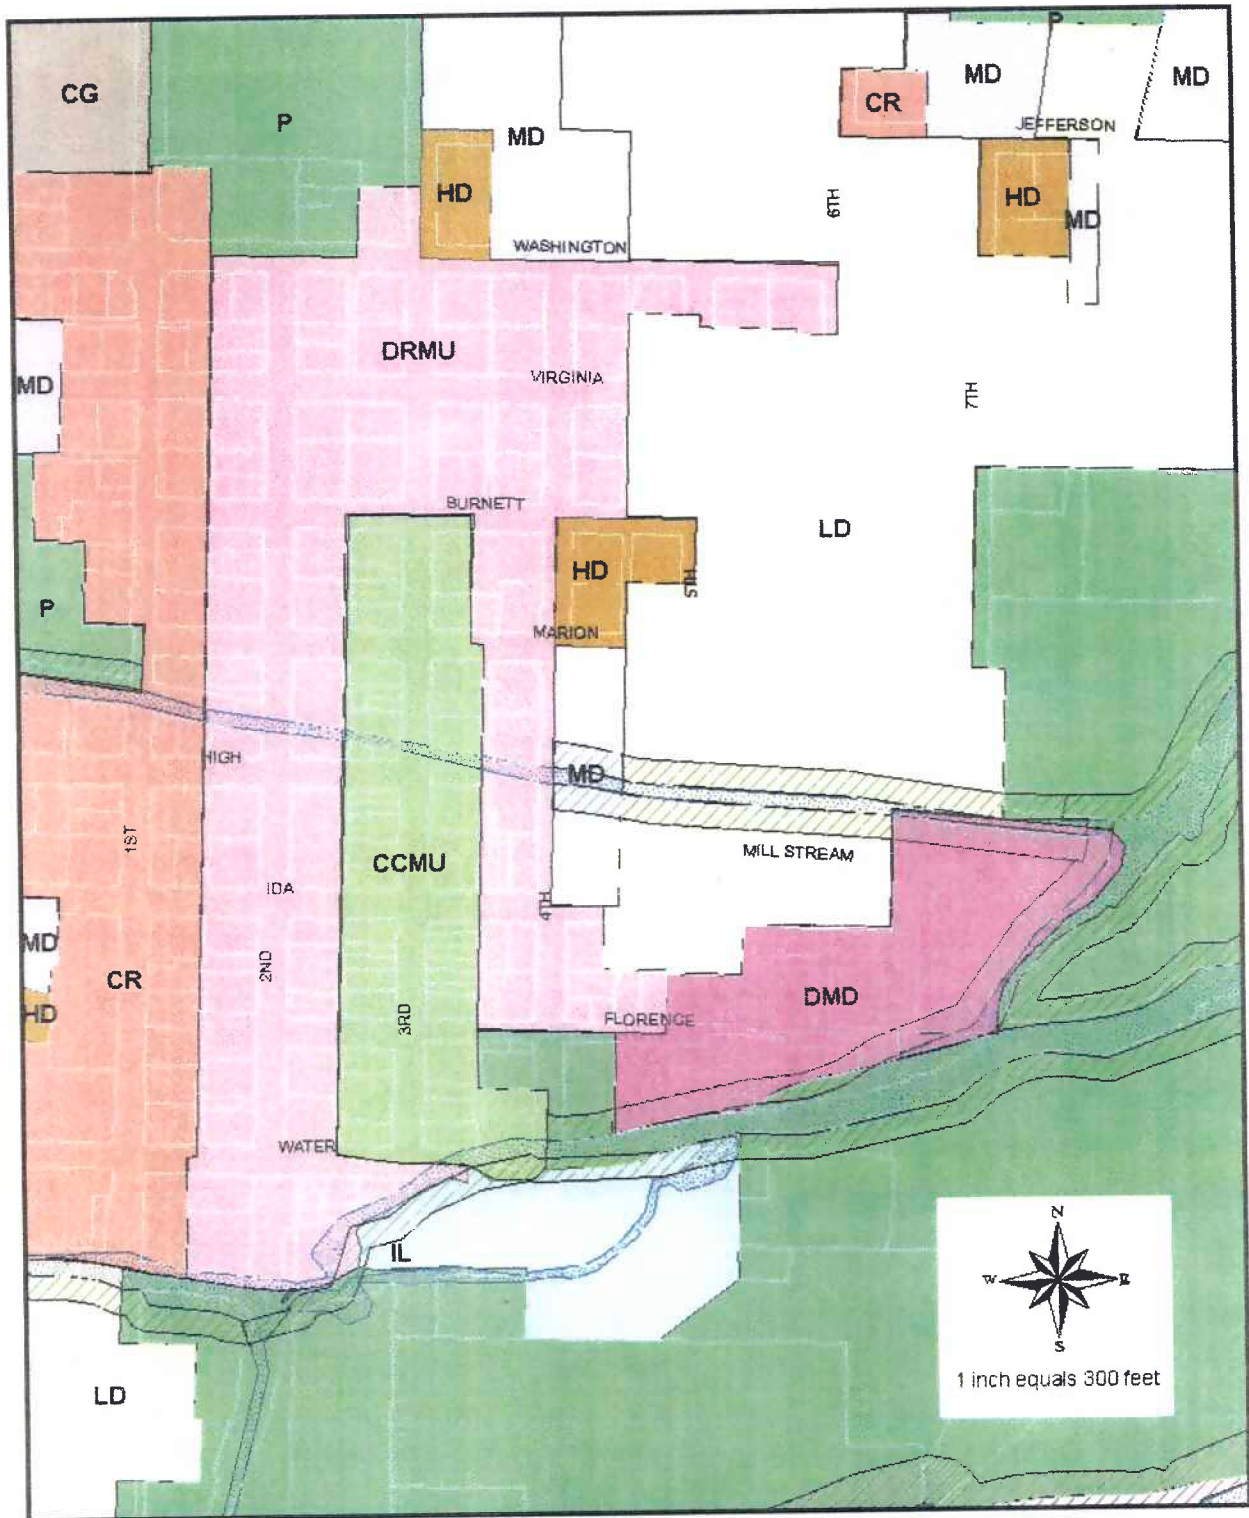 P
CG
MD
MD
CR
P
JEFFERSON
MD
HD
HD
6TH
MD
WASHINGTON
DRMU
VIRGINIA
MD
7TH
BURNETT
LD
HD
5TH
P
MARION
HIGH
MD
1ST
MILL STREAM
CCMU
IDA
4TH
MD
2ND
CR
DMD
3RD
HD
FLORENCE
WATER
N
IL
W E
S
1 inch equals 300 feet
LD